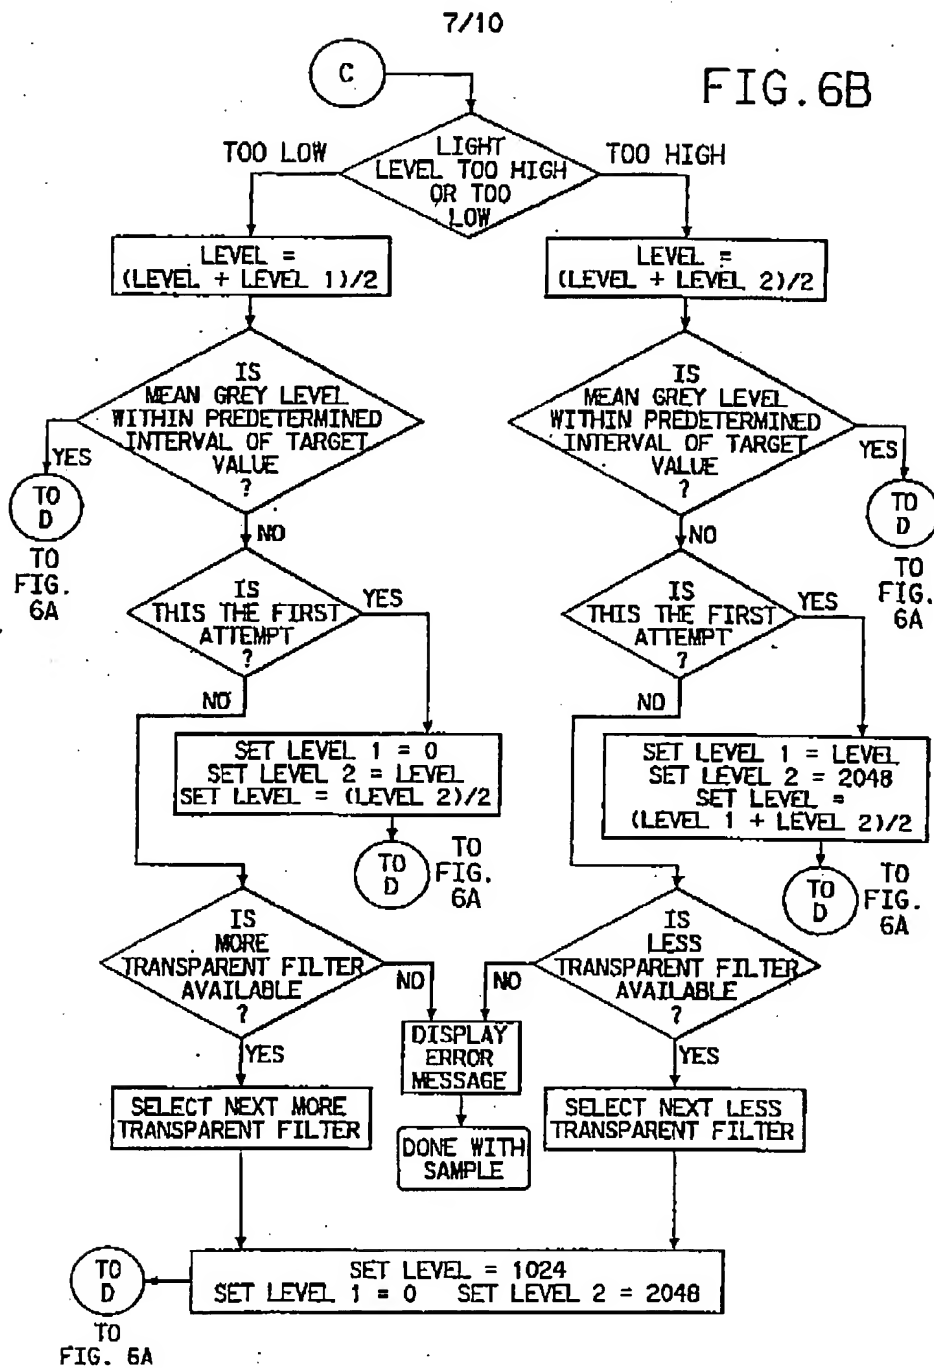 7/10
FIG.6B
C
LIGHT
LEVEL TOO HIGH
OR TOO
LOW
TOO LOW
TOO HIGH
LEVEL =
(LEVEL + LEVEL 1)/2
LEVEL =
(LEVEL + LEVEL 2)/2
IS
MEAN GREY LEVEL
WITHIN PREDETERMINED
INTERVAL OF TARGET
VALUE
?
YES
TO
D
TO
FIG.
6A
NO
IS
MEAN GREY LEVEL
WITHIN PREDETERMINED
INTERVAL OF TARGET
VALUE
?
YES
TO
D
TO
FIG.
6A
NO
IS
THIS THE FIRST
ATTEMPT
?
YES
NO
IS
THIS THE FIRST
ATTEMPT
?
YES
NO
SET LEVEL 1 = 0
SET LEVEL 2 = LEVEL
SET LEVEL = (LEVEL 2)/2
TO
D
TO
FIG.
6A
SET LEVEL 1 = LEVEL
SET LEVEL 2 = 2048
SET LEVEL =
(LEVEL 1 + LEVEL 2)/2
TO
D
TO
FIG.
6A
IS
MORE
TRANSPARENT FILTER
AVAILABLE
?
NO
YES
IS
LESS
TRANSPARENT FILTER
AVAILABLE
?
NO
YES
DISPLAY
ERROR
MESSAGE
DONE WITH
SAMPLE
SELECT NEXT MORE
TRANSPARENT FILTER
SELECT NEXT LESS
TRANSPARENT FILTER
SET LEVEL = 1024
SET LEVEL 1 = 0 SET LEVEL 2 = 2048
TO
D
TO
FIG. 6A